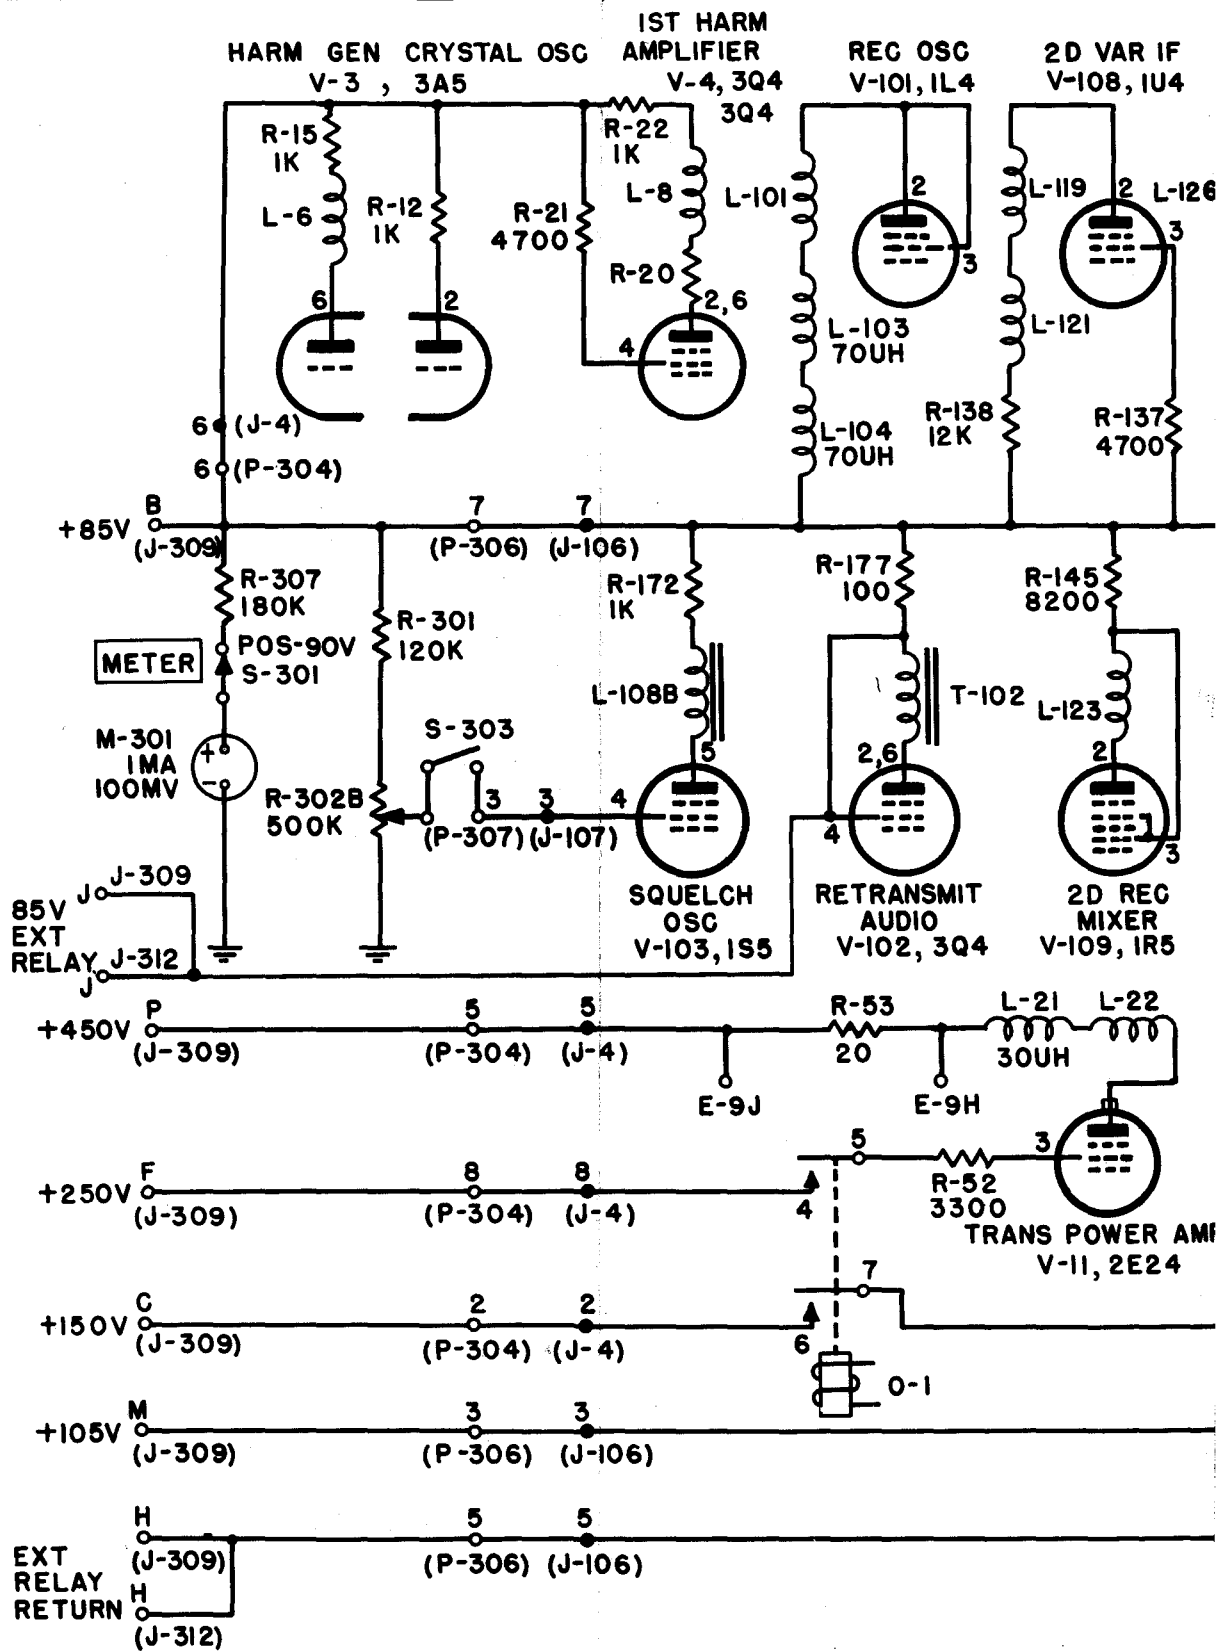 1ST HARM
HARM GEN CRYSTAL OSC AMPLIFIER REC OSC 2D VAR IF
V-3 , 3A5 V-4, 3Q4 V-101, 1L4 V-108, 1U4
3Q4
R-15
1K
R-22
1K
L-6
R-12
1K
R-21
4700
L-8
L-101
2
L-119
2
L-126
3
3
R-20
6
2
2,6
4
L-103
70UH
L-121
6 (J-4)
L-104
70UH
R-138
12K
R-137
4700
6 (P-304)
+85V
B
(J-309)
7
(P-306)
7
(J-106)
R-307
180K
R-301
120K
R-172
1K
R-177
100
R-145
8200
METER
POS-90V
S-301
L-108B
T-102
L-123
M-301
1MA
100MV
+
-
S-303
5
2,6
2
R-302B
500K
3
(P-307)
3
(J-107)
4
4
3
J J-309
85V
EXT
RELAY
J J-312
SQUELCH
OSC
V-103, 1S5
RETRANSMIT
AUDIO
V-102, 3Q4
2D REC
MIXER
V-109, 1R5
+450V
P
(J-309)
5
(P-304)
5
(J-4)
R-53
20
L-21
30UH
L-22
E-9J
E-9H
+250V
F
(J-309)
8
(P-304)
8
(J-4)
4
5
R-52
3300
3
TRANS POWER AM
V-11, 2E24
+150V
C
(J-309)
2
(P-304)
2
(J-4)
6
7
O-1
+105V
M
(J-309)
3
(P-306)
3
(J-106)
H
(J-309)
5
(P-306)
5
(J-106)
EXT
RELAY
RETURN
H
(J-312)